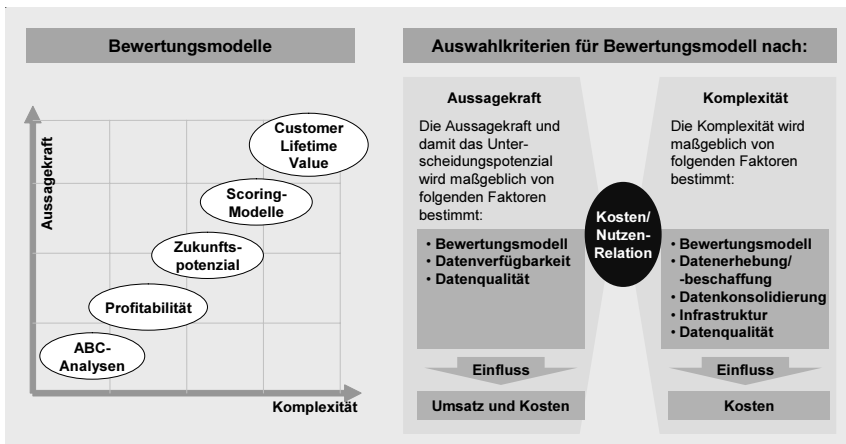 Bewertungsmodelle
Aussagekraft
Customer
Lifetime
Value
Scoring-
Modelle
Zukunfts-
potenzial
Profitabilität
ABC-
Analysen
Komplexität
Auswahlkriterien für Bewertungsmodell nach:
Aussagekraft
Die Aussagekraft und
damit das Unter-
scheidungspotenzial
wird maßgeblich von
folgenden Faktoren
bestimmt:
• Bewertungsmodell
• Datenverfügbarkeit
• Datenqualität
Einfluss
Umsatz und Kosten
Kosten/
Nutzen-
Relation
Komplexität
Die Komplexität wird
maßgeblich von
folgenden Faktoren
bestimmt:
• Bewertungsmodell
• Datenerhebung/
-beschaffung
• Datenkonsolidierung
• Infrastruktur
• Datenqualität
Einfluss
Kosten